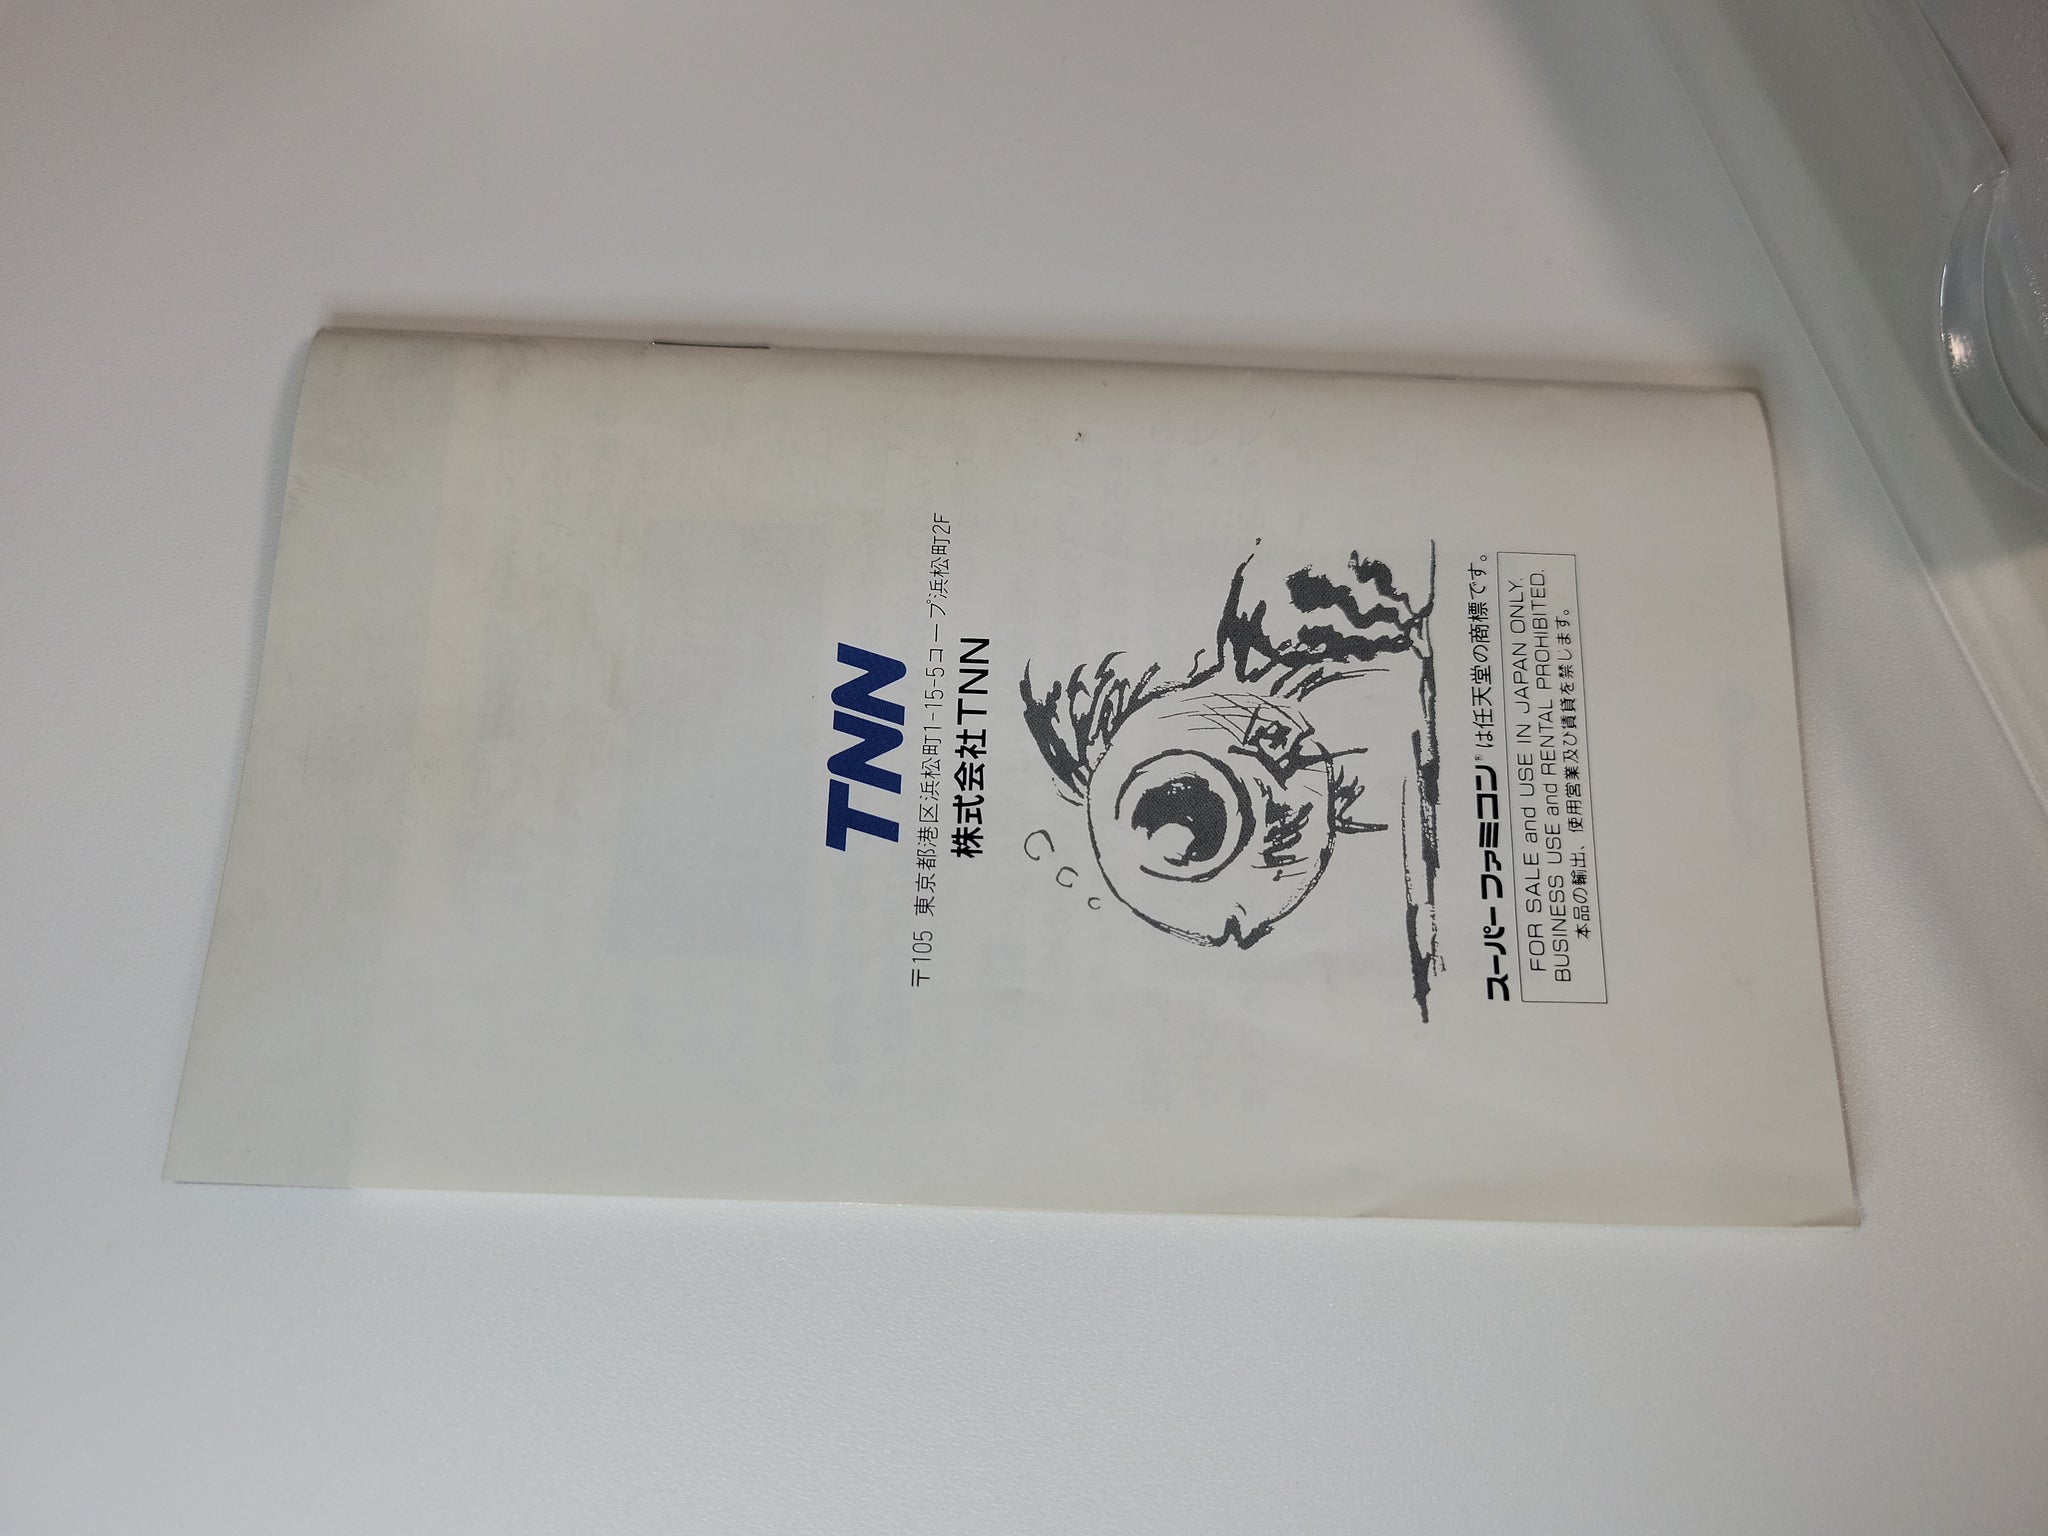 TNN
〒105 東京都港区浜松町1-15-5コープ浜松町2F
株式会社TNN
スーパーファミコン® は任天堂の商標です。
FOR SALE and USE IN JAPAN ONLY.
BUSINESS USE and RENTAL PROHIBITED.
本品の輸出、使用営業及び賃貸を禁じます。